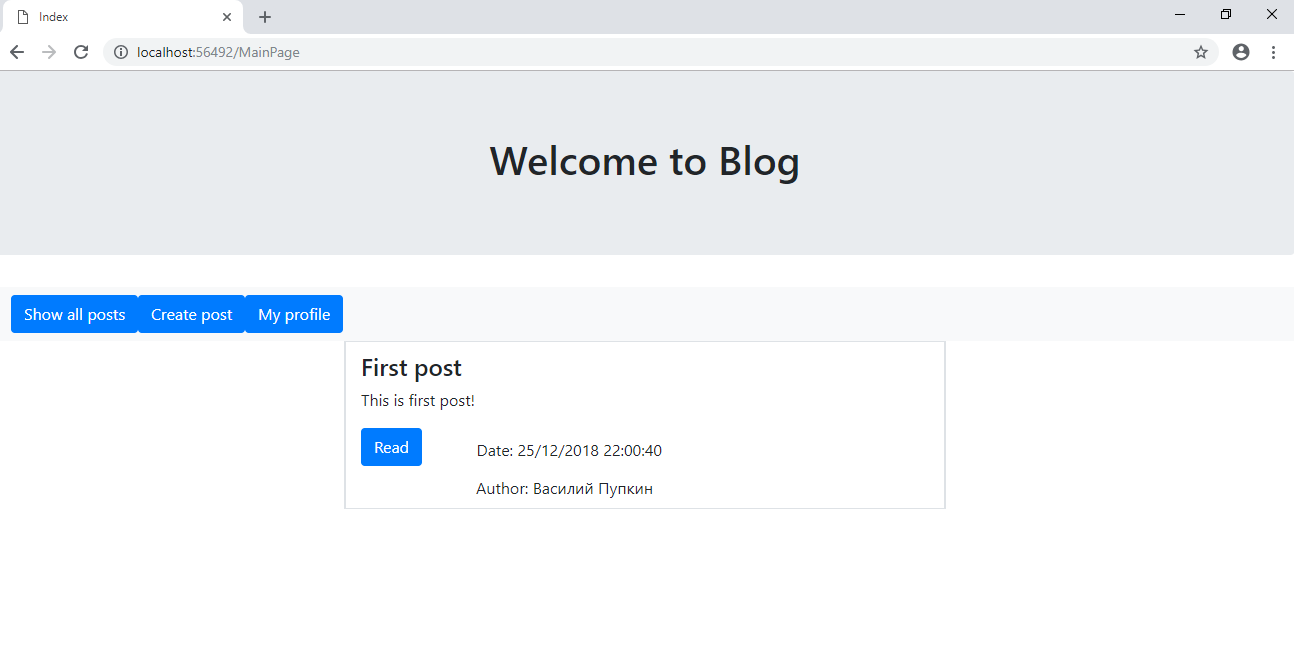 Index
localhost:56492/MainPage
Welcome to Blog
Show all posts Create post My profile
First post
This is first post!
Read Date: 25/12/2018 22:00:40
Author: Василий Пупкин